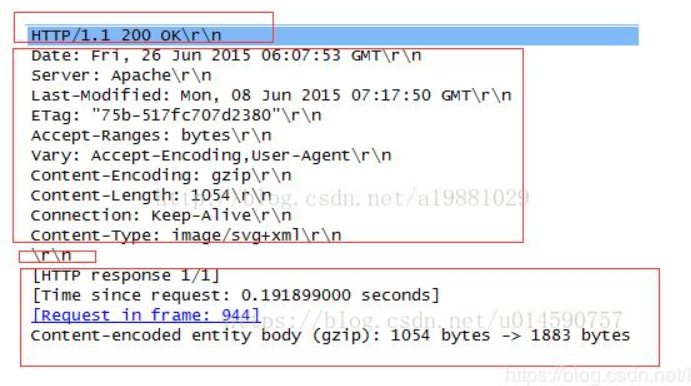 HTTP/1.1 200 OK\r\n
Date: Fri, 26 Jun 2015 06:07:53 GMT\r\n
Server: Apache\r\n
Last-Modified: Mon, 08 Jun 2015 07:17:50 GMT\r\n
ETag: "75b-517fc707d2380"\r\n
Accept-Ranges: bytes\r\n
Vary: Accept-Encoding,User-Agent\r\n
Content-Encoding: gzip\r\n
Content-Length: 1054\r\n
http://blog.csdn.net/a19881029
Connection: Keep-Alive\r\n
Content-Type: image/svg+xml\r\n
\r\n
[HTTP response 1/1]
[Time since request: 0.191899000 seconds]
[Request in frame: 944]
https://blog.csdn.net/u014590757
Content-encoded entity body (gzip): 1054 bytes -> 1883 bytes
https://blog.csdn.net/